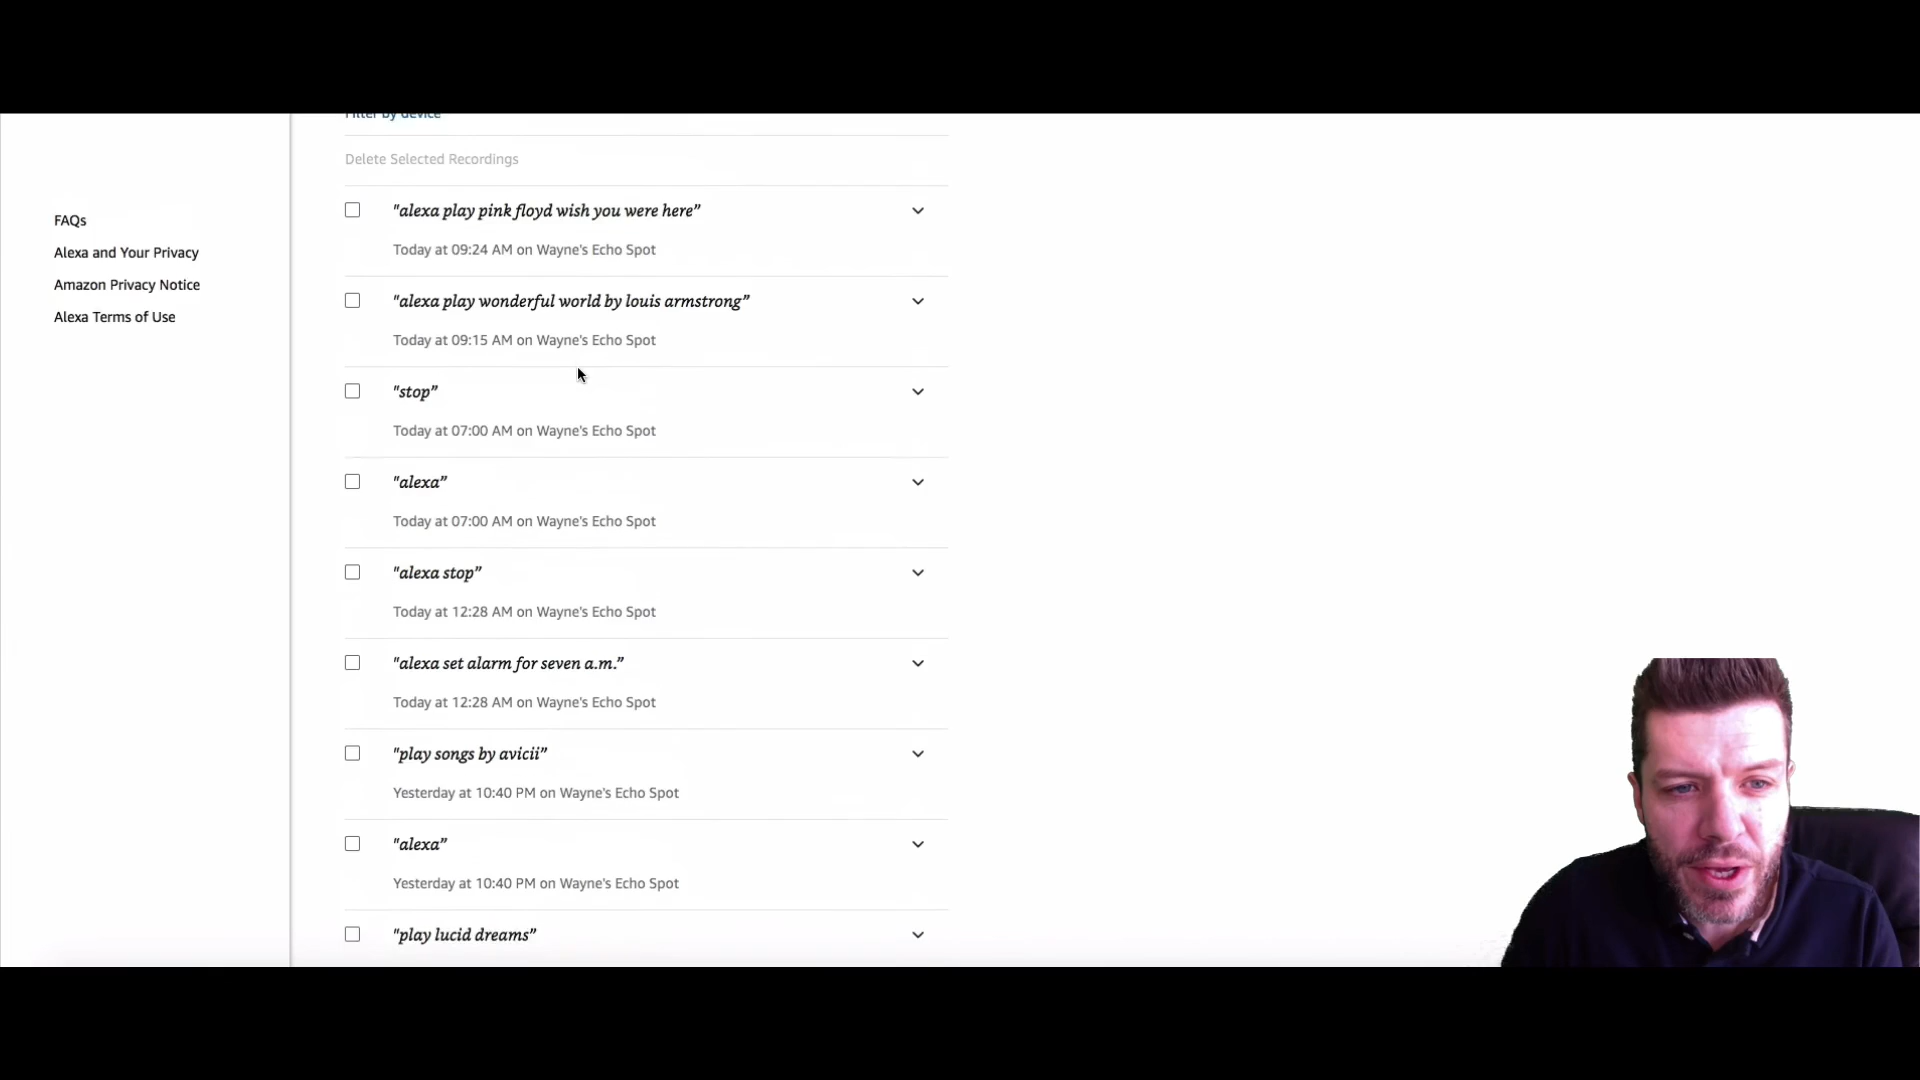 Filter by device
Delete Selected Recordings
FAQs
Alexa and Your Privacy
Amazon Privacy Notice
Alexa Terms of Use
"alexa play pink floyd wish you were here”
Today at 09:24 AM on Wayne's Echo Spot
"alexa play wonderful world by louis armstrong”
Today at 09:15 AM on Wayne's Echo Spot
"stop”
Today at 07:00 AM on Wayne's Echo Spot
"alexa”
Today at 07:00 AM on Wayne's Echo Spot
"alexa stop”
Today at 12:28 AM on Wayne's Echo Spot
"alexa set alarm for seven a.m.”
Today at 12:28 AM on Wayne's Echo Spot
"play songs by avicii”
Yesterday at 10:40 PM on Wayne's Echo Spot
"alexa”
Yesterday at 10:40 PM on Wayne's Echo Spot
"play lucid dreams”